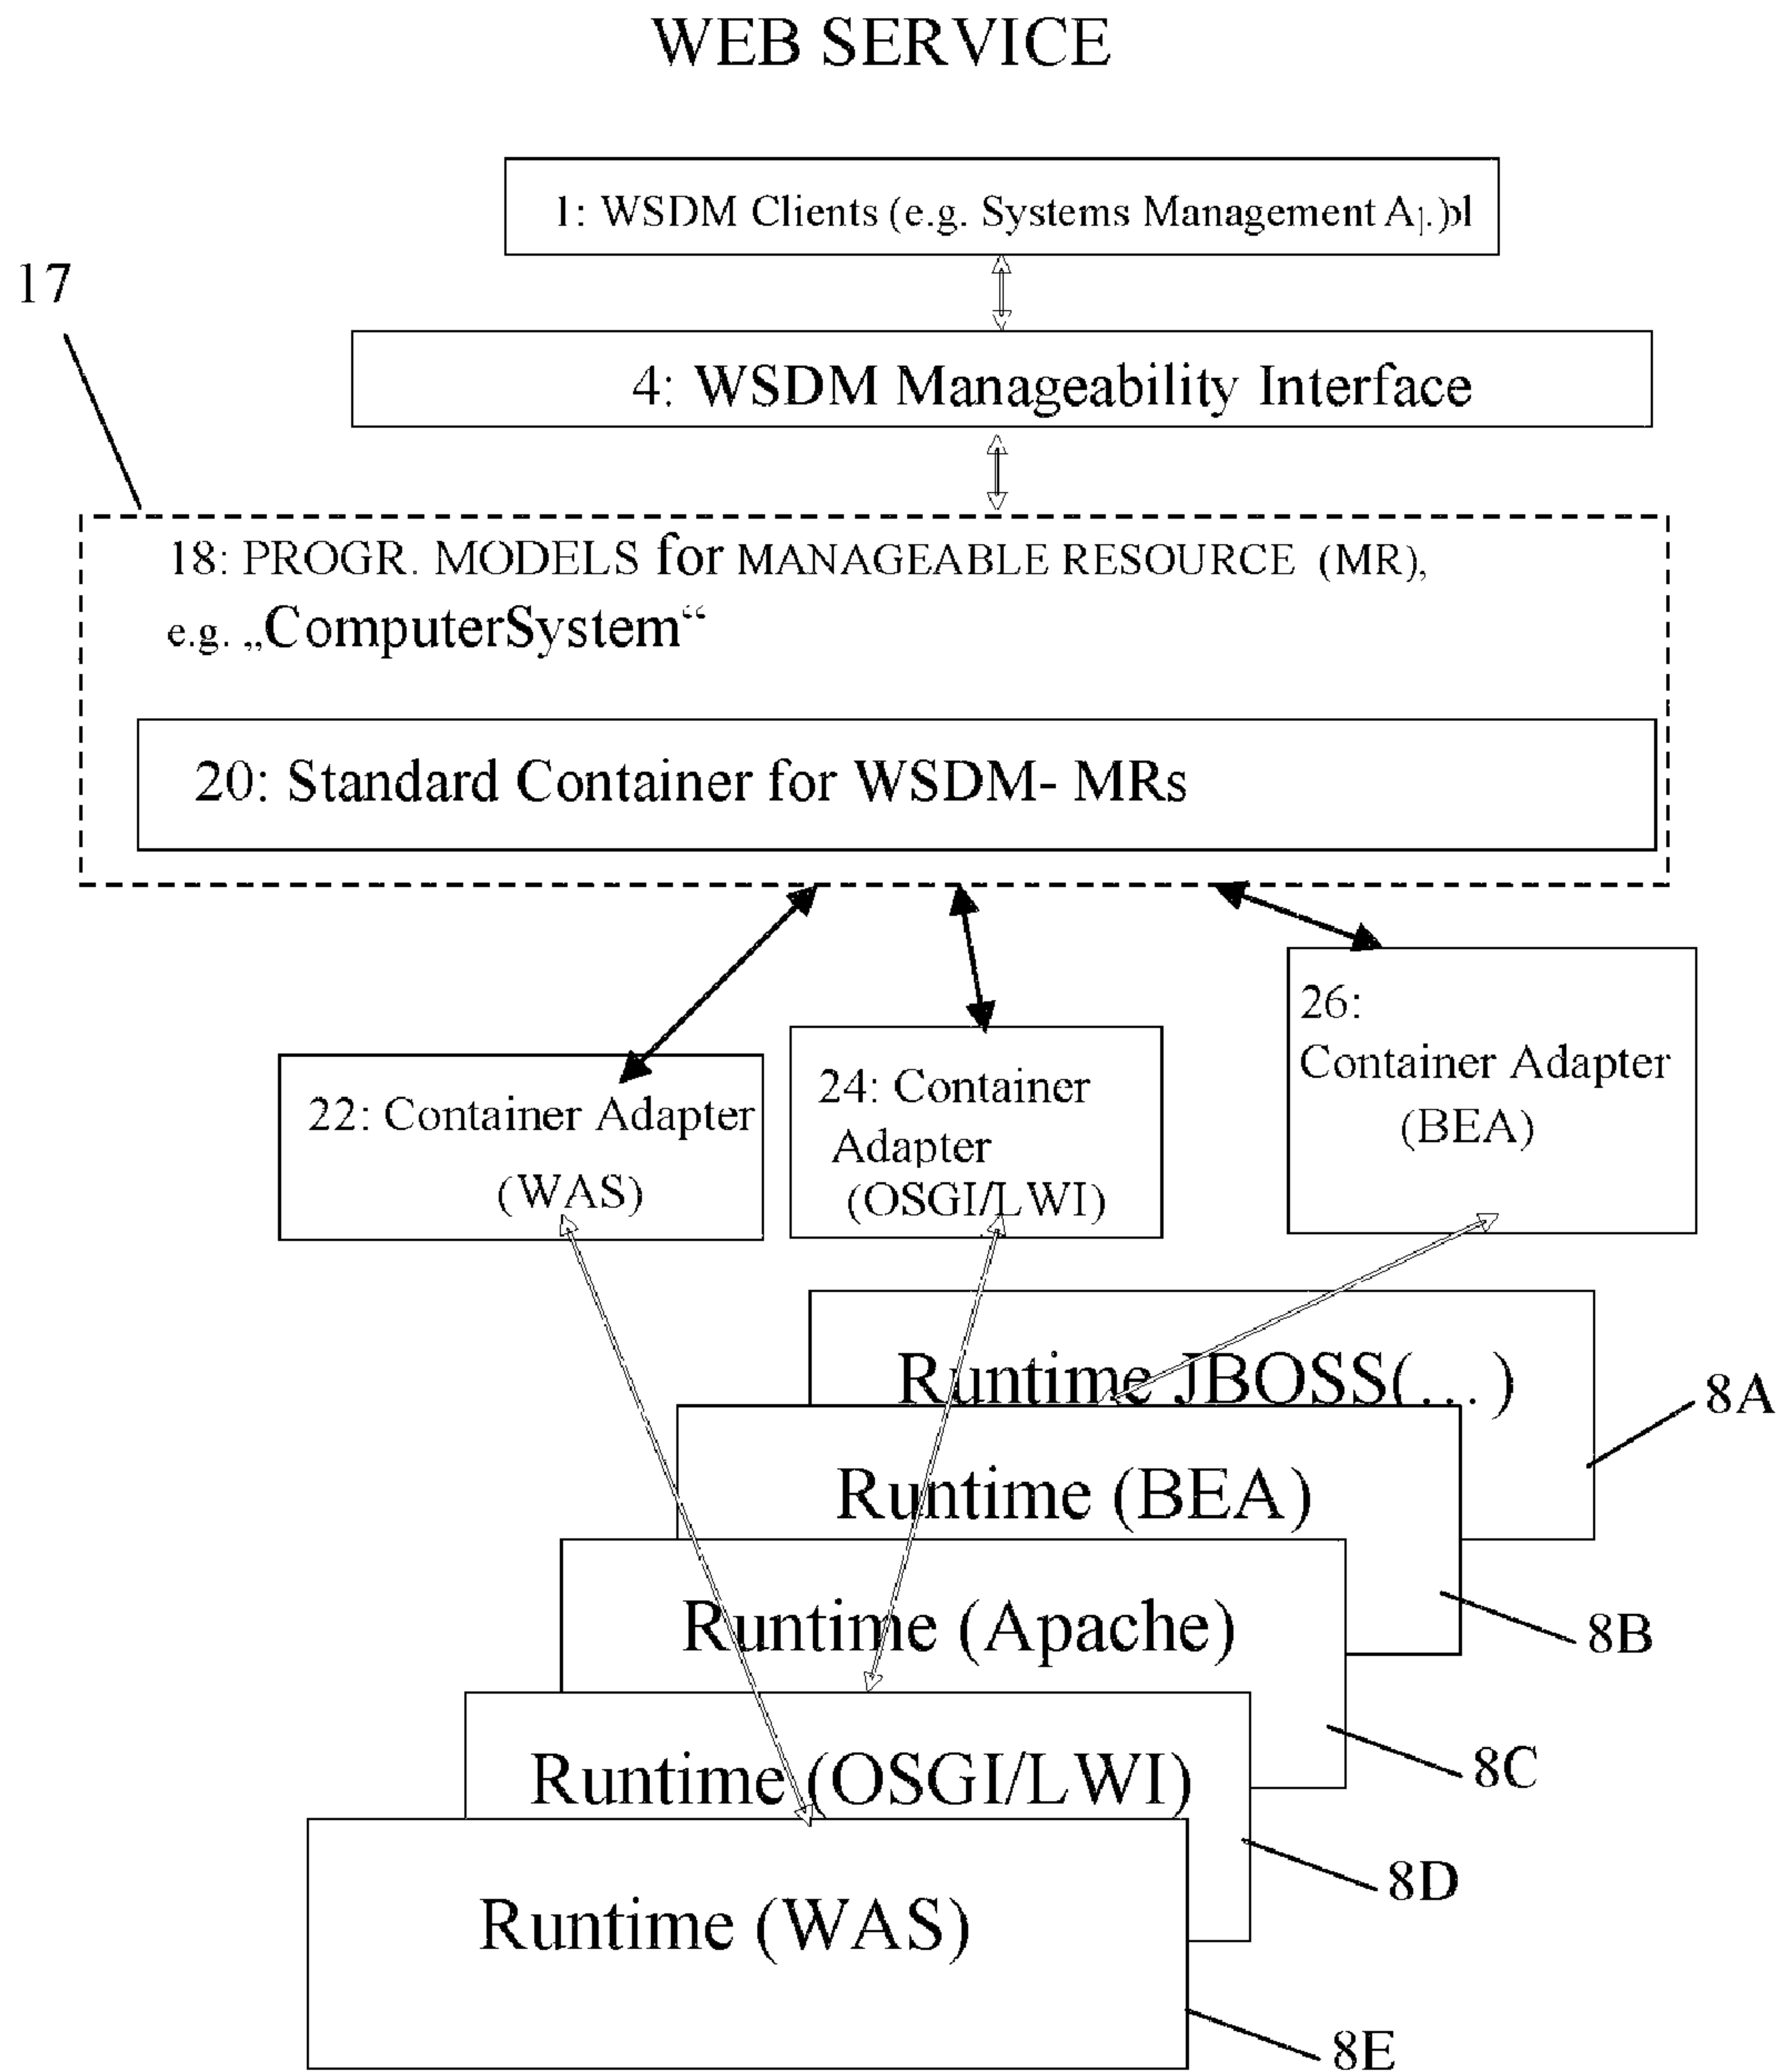 WEB SERVICE
1: WSDM Clients (e.g. Systems Management
17
4: WSDM Manageability Interface
18: PROGR. MODELS for MANAGEABLE RESOURCE (MR),
e.g. „ComputerSystem“
20: Standard Container for WSDM- MRs
22: Container Adapter
(WAS)
24: Container
Adapter
(OSGI/LWI)
26:
Container Adapter
(BEA)
Runtime JBOSS(…)
8A
Runtime (BEA)
8B
Runtime (Apache)
8C
Runtime (OSGI/LWI)
8D
Runtime (WAS)
8E